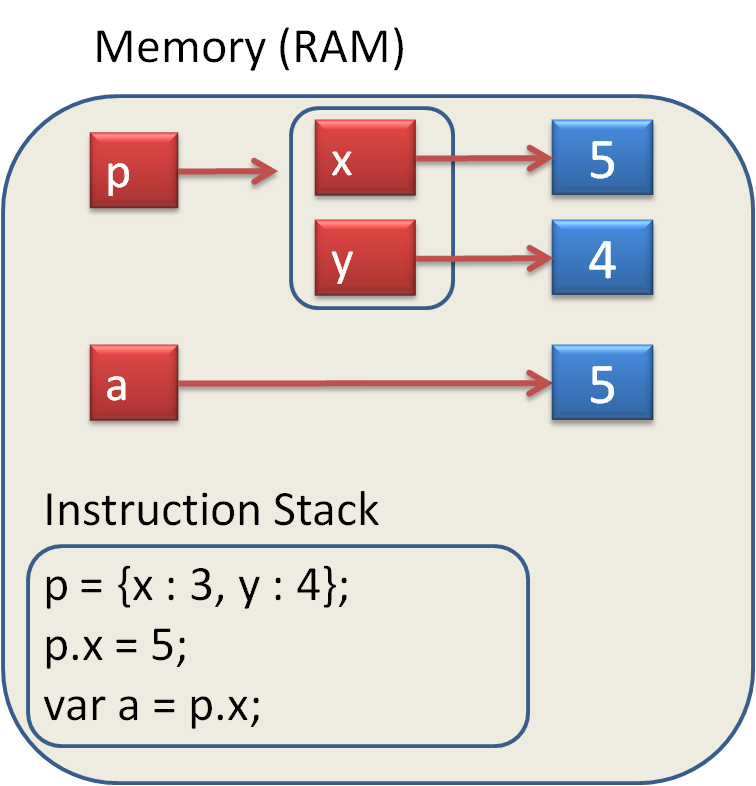 Memory (RAM)
p
x
5
y
4
a
5
Instruction Stack
p = {x : 3, y : 4};
p.x = 5;
var a = p.x;